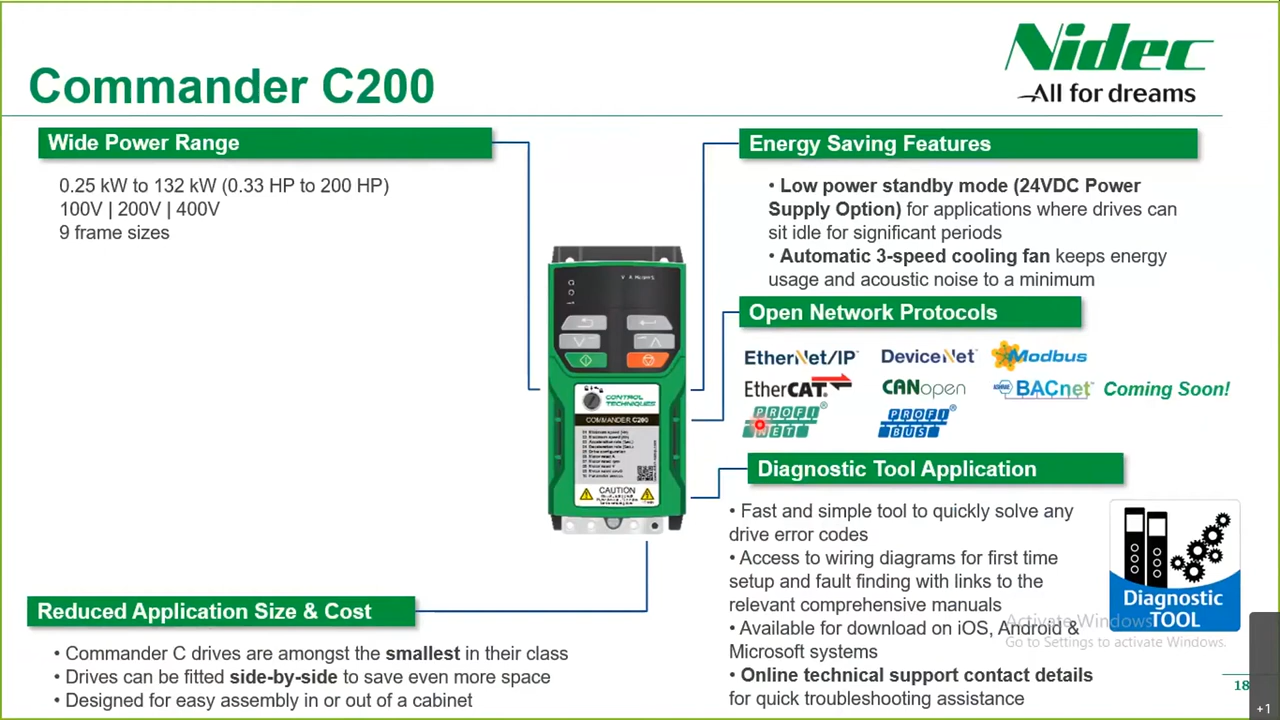 Nidec
All for dreams
Commander C200
Wide Power Range
0.25 kW to 132 kW (0.33 HP to 200 HP)
100V | 200V | 400V
9 frame sizes
Energy Saving Features
• Low power standby mode (24VDC Power
Supply Option) for applications where drives can
sit idle for significant periods
• Automatic 3-speed cooling fan keeps energy
usage and acoustic noise to a minimum
Open Network Protocols
EtherNet/IP DeviceNet Modbus
EtherCAT CANopen BACnet Coming Soon!
PROFI NET PROFI BUS
CONTROL
TECHNIQUES
COMMANDER C200
CAUTION
Diagnostic Tool Application
• Fast and simple tool to quickly solve any
drive error codes
• Access to wiring diagrams for first time
setup and fault finding with links to the
relevant comprehensive manuals
• Available for download on iOS, Android &
Microsoft systems
• Online technical support contact details
for quick troubleshooting assistance
Diagnostic
TOOL
Reduced Application Size & Cost
• Commander C drives are amongst the smallest in their class
• Drives can be fitted side-by-side to save even more space
• Designed for easy assembly in or out of a cabinet
Activate Windows
Go to Settings to activate Windows.
18
+1